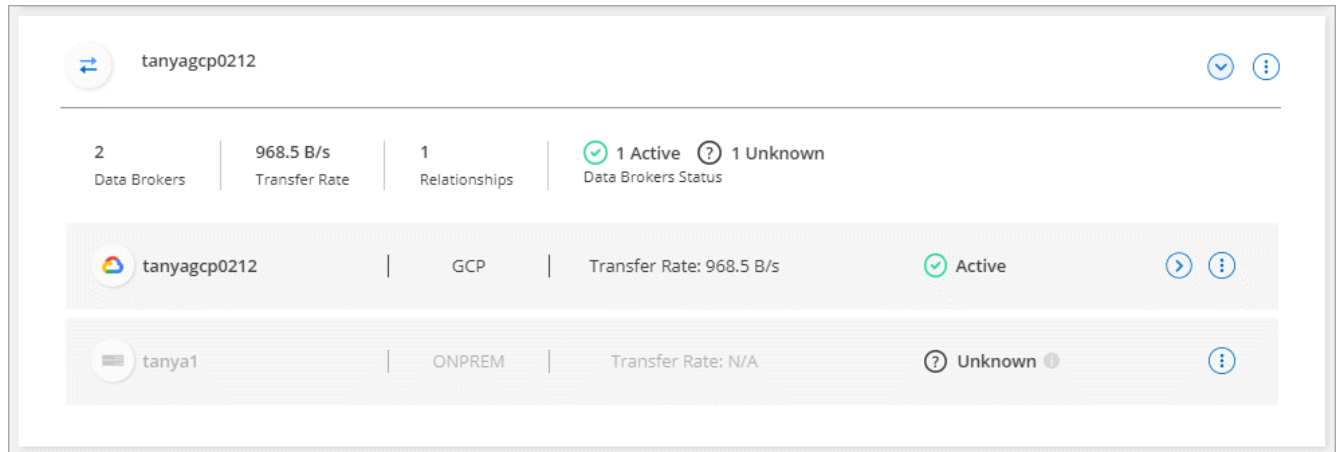 tanyagcp0212
2 968.5 B/s 1 1 Active ? 1 Unknown
Data Brokers Transfer Rate Relationships Data Brokers Status
tanyagcp0212 GCP Transfer Rate: 968.5 B/s Active
tanya1 ONPREM Transfer Rate: N/A ? Unknown i